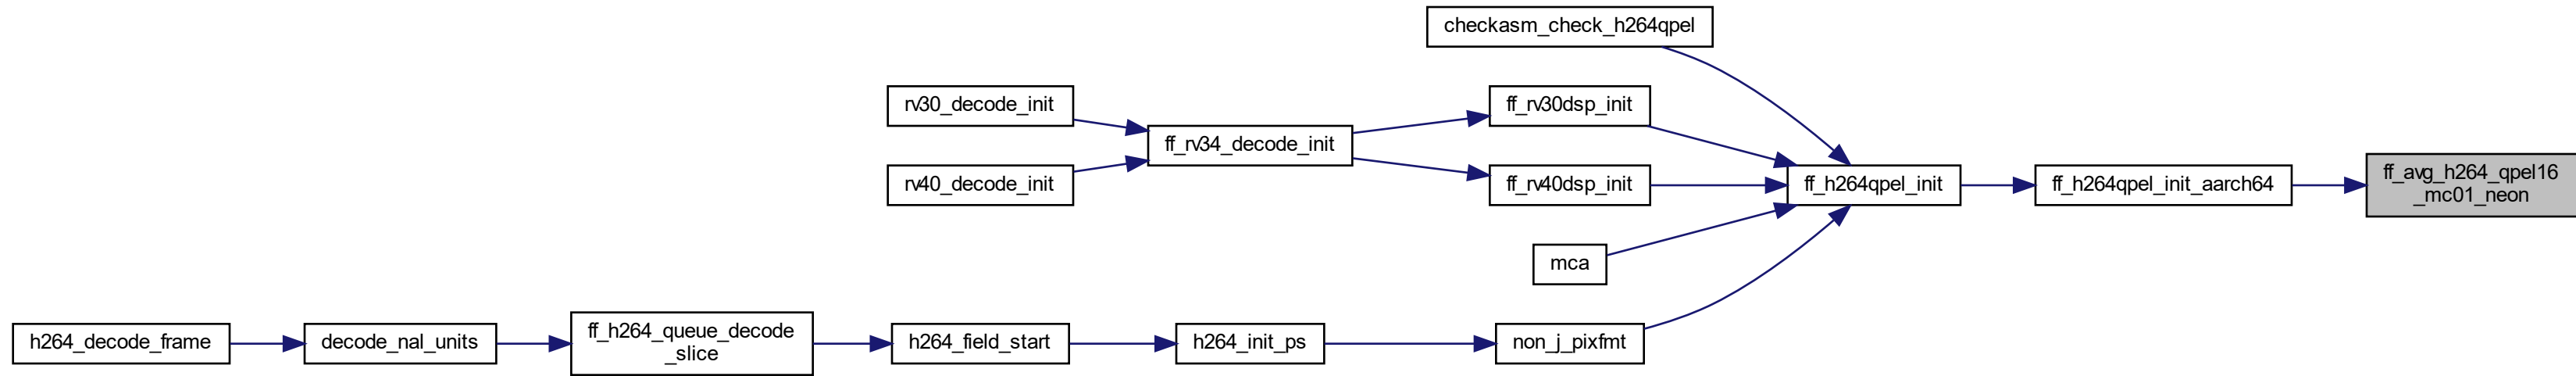 checkasm_check_h264qpel
rv30_decode_init
ff_rv30dsp_init
ff_rv34_decode_init
rv40_decode_init
ff_rv40dsp_init
ff_h264qpel_init
ff_h264qpel_init_aarch64
ff_avg_h264_qpel16
_mc01_neon
mca
h264_decode_frame
decode_nal_units
ff_h264_queue_decode
_slice
h264_field_start
h264_init_ps
non_j_pixfmt